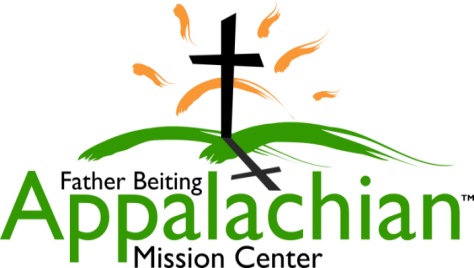 Father Beiting
Appalachian™
Mission Center